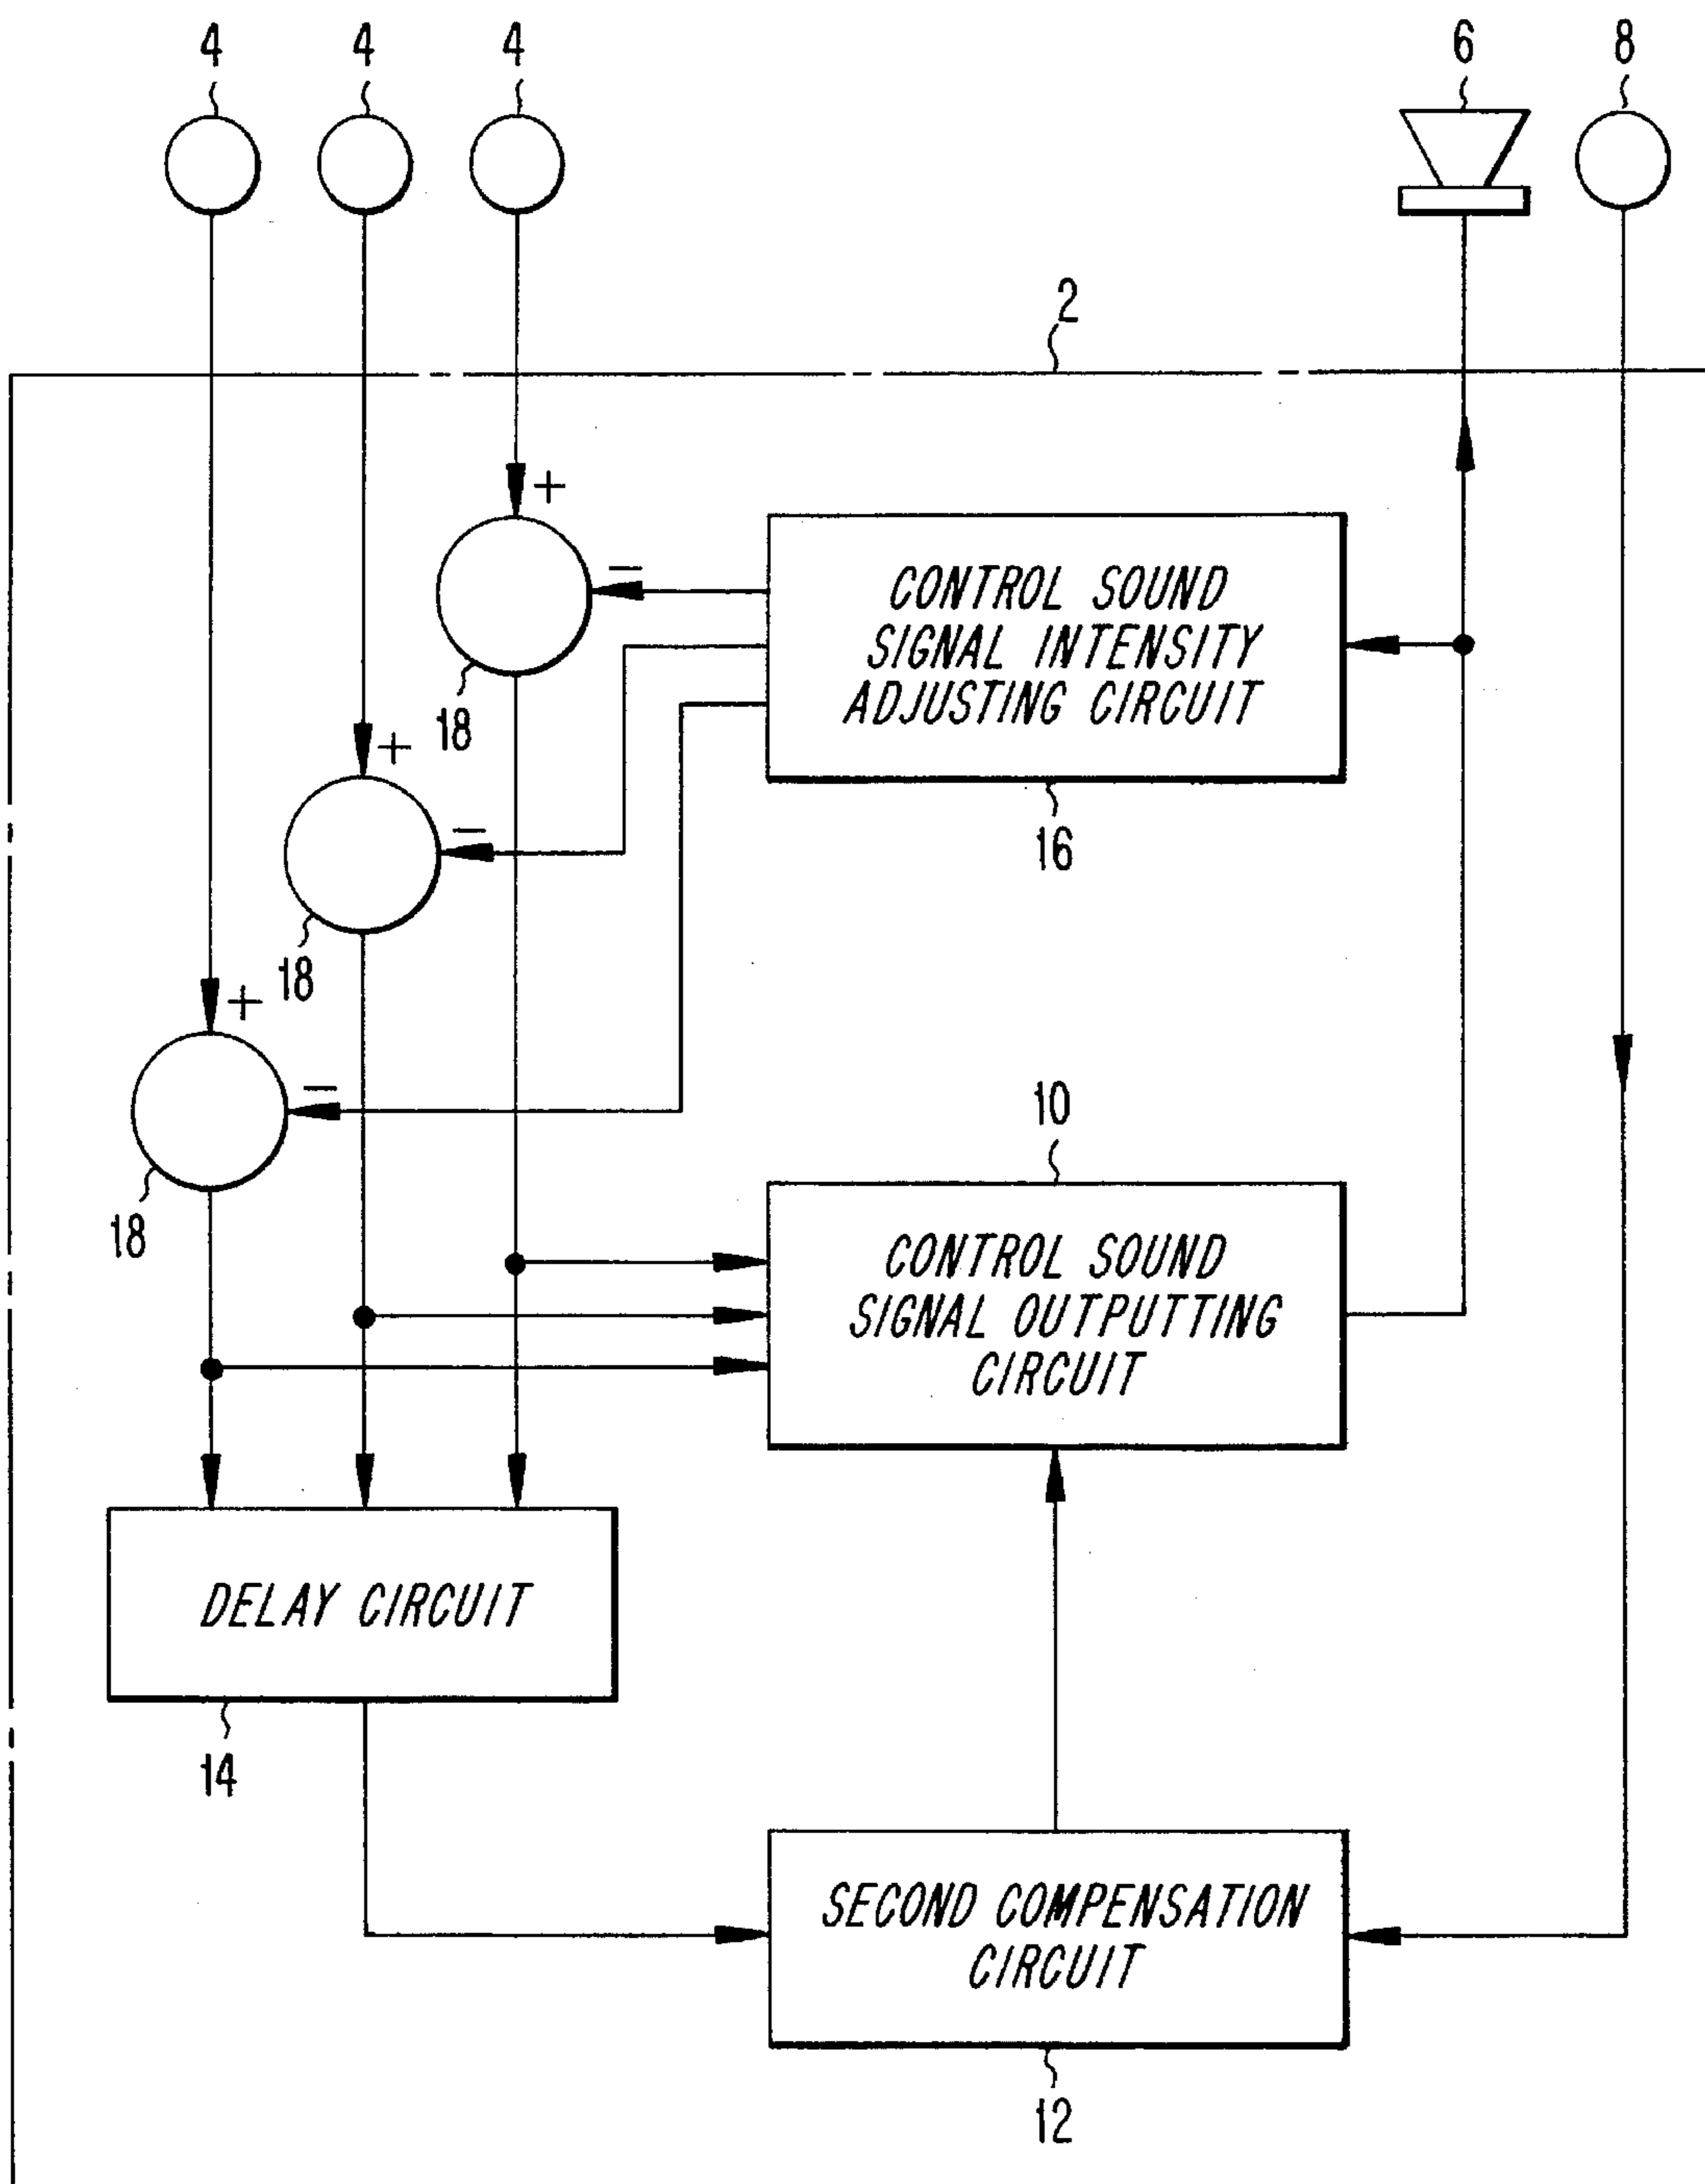 4 4 4 6 8
2
+
−
CONTROL SOUND
SIGNAL INTENSITY
ADJUSTING CIRCUIT
18
16
+
−
18
+
−
18
10
CONTROL SOUND
SIGNAL OUTPUTTING
CIRCUIT
DELAY CIRCUIT
14
SECOND COMPENSATION
CIRCUIT
12